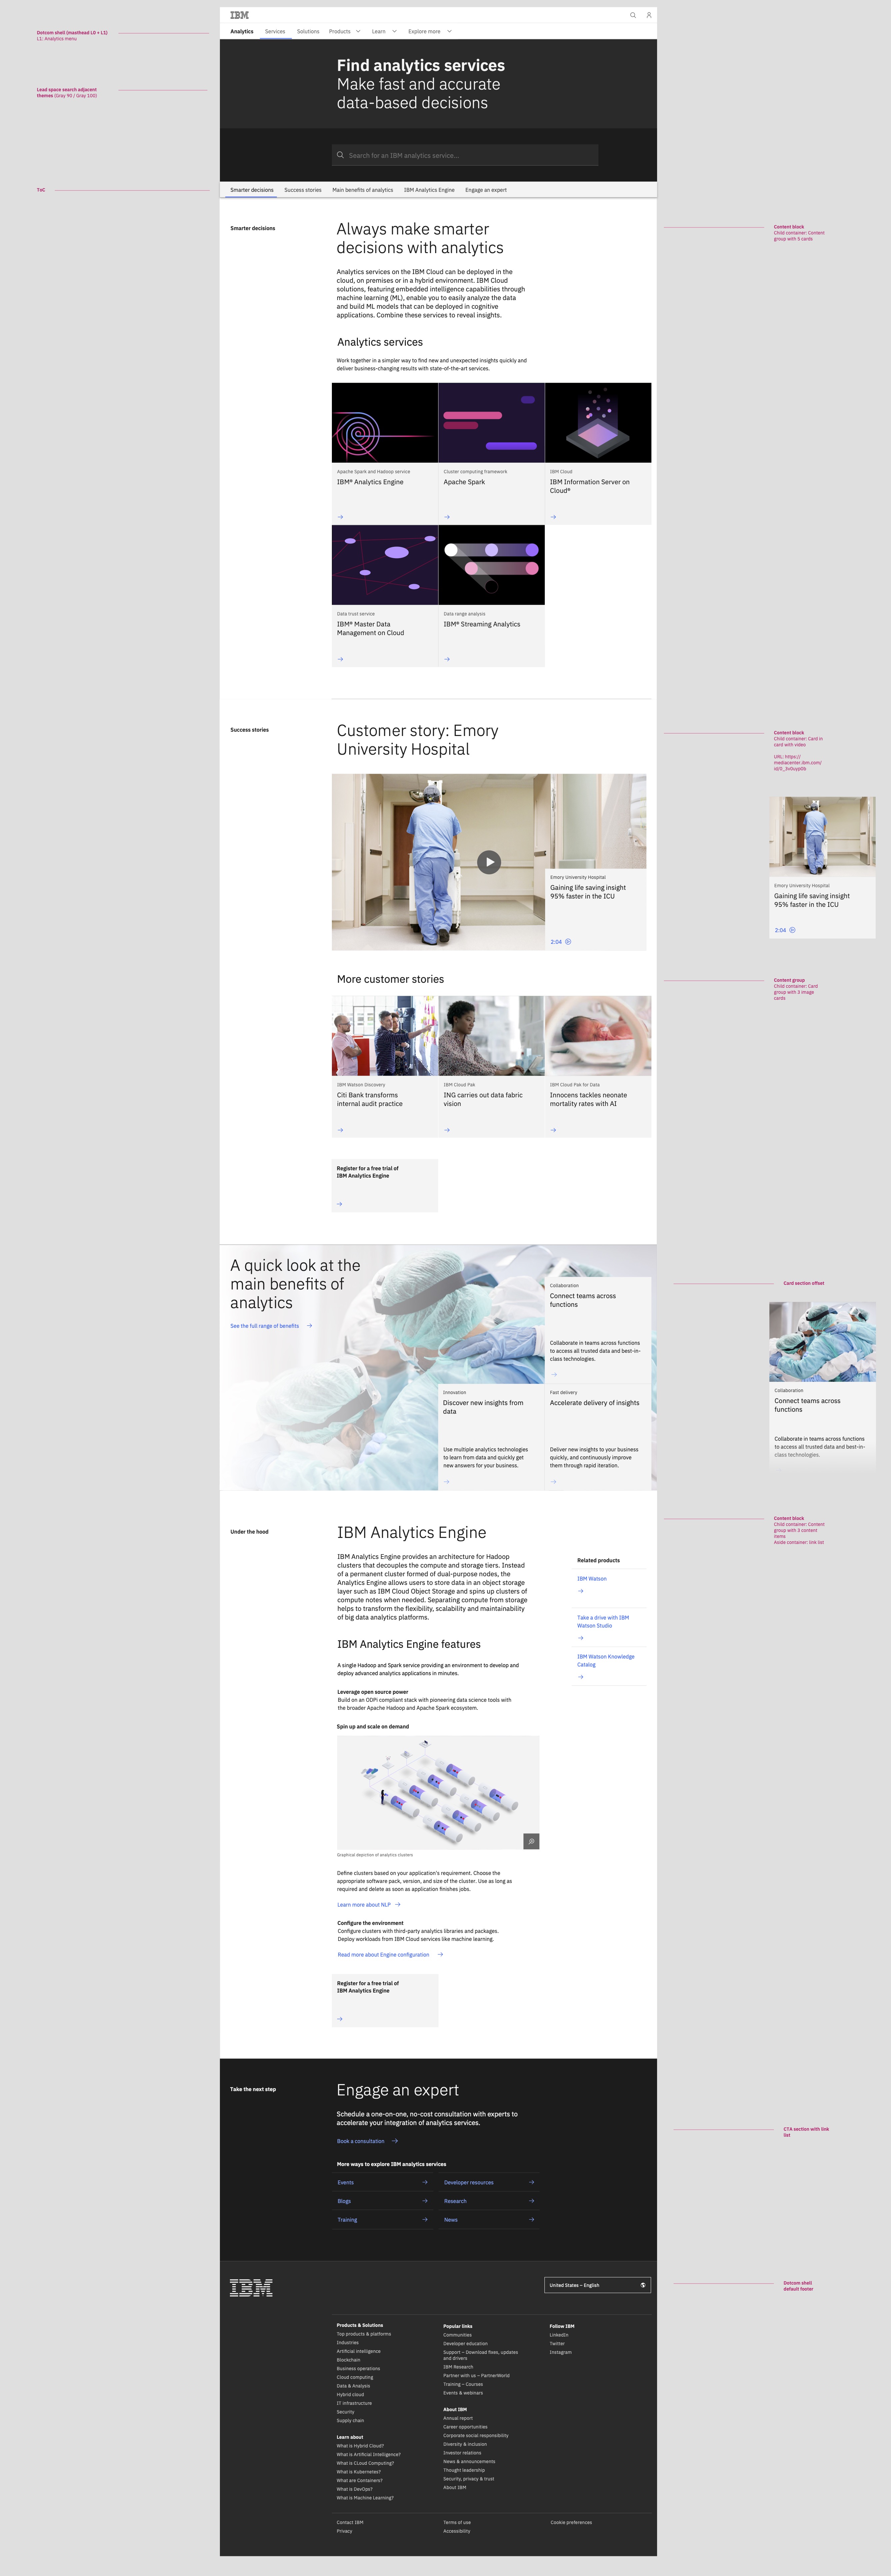 Dotcom shell (masthead L0 + L1)
L1: Analytics menu
IBM
Analytics Services Solutions Products Learn Explore more
Lead space search adjacent
themes (Gray 90 / Gray 100)
Find analytics services
Make fast and accurate
data-based decisions
Search for an IBM analytics service...
ToC
Smarter decisions Success stories Main benefits of analytics IBM Analytics Engine Engage an expert
Smarter decisions
Always make smarter
decisions with analytics
Content block
Child container: Content
group with 5 cards
Analytics services on the IBM Cloud can be deployed in the
cloud, on premises or in a hybrid environment. IBM Cloud
solutions, featuring embedded intelligence capabilities through
machine learning (ML), enable you to easily analyze the data
and build ML models that can be deployed in cognitive
applications. Combine these services to reveal insights.
Analytics services
Work together in a simpler way to find new and unexpected insights quickly and
deliver business-changing results with state-of-the-art services.
Apache Spark and Hadoop service
IBM® Analytics Engine
Cluster computing framework
Apache Spark
IBM Cloud
IBM Information Server on
Cloud®
Data trust service
IBM® Master Data
Management on Cloud
Data range analysis
IBM® Streaming Analytics
Success stories
Customer story: Emory
University Hospital
Content block
Child container: Card in
card with video
URL: https://
mediacenter.ibm.com/
Emory University Hospital
Gaining life saving insight
95% faster in the ICU
2:04
Emory University Hospital
Gaining life saving insight
95% faster in the ICU
2:04
More customer stories
Content group
Child container: Card
group with 3 image
cards
IBM Watson Discovery
Citi Bank transforms
internal audit practice
IBM Cloud Pak
ING carries out data fabric
vision
IBM Cloud Pak for Data
Innocens tackles neonate
mortality rates with AI
Register for a free trial of
IBM Analytics Engine
A quick look at the
main benefits of
analytics
See the full range of benefits
Card section offset
Collaboration
Connect teams across
functions
Collaborate in teams across functions
to access all trusted data and best-in-
class technologies.
Innovation
Discover new insights from
data
Use multiple analytics technologies
to learn from data and quickly get
new answers for your business.
Fast delivery
Accelerate delivery of insights
Deliver new insights to your business
quickly, and continuously improve
them through rapid iteration.
Collaboration
Connect teams across
functions
Collaborate in teams across functions
to access all trusted data and best-in-
class technologies.
Under the hood
IBM Analytics Engine
Content block
Child container: Content
group with 3 content
items
Aside container: link list
IBM Analytics Engine provides an architecture for Hadoop
clusters that decouples the compute and storage tiers. Instead
of a permanent cluster formed of dual-purpose nodes, the
Analytics Engine allows users to store data in an object storage
layer such as IBM Cloud Object Storage and spins up clusters of
compute notes when needed. Separating compute from storage
helps to transform the flexibility, scalability and maintainability
of big data analytics platforms.
Related products
IBM Watson
Take a drive with IBM
Watson Studio
IBM Watson Knowledge
Catalog
IBM Analytics Engine features
A single Hadoop and Spark service providing an environment to develop and
deploy advanced analytics applications in minutes.
Leverage open source power
Build on an ODPi compliant stack with pioneering data science tools with
the broader Apache Hadoop and Apache Spark ecosystem.
Spin up and scale on demand
Graphical depiction of analytics clusters
Define clusters based on your application's requirement. Choose the
appropriate software pack, version, and size of the cluster. Use as long as
required and delete as soon as application finishes jobs.
Learn more about NLP
Configure the environment
Configure clusters with third-party analytics libraries and packages.
Deploy workloads from IBM Cloud services like machine learning.
Read more about Engine configuration
Register for a free trial of
IBM Analytics Engine
Take the next step
Engage an expert
Schedule a one-on-one, no-cost consultation with experts to
accelerate your integration of analytics services.
Book a consultation
CTA section with link
list
More ways to explore IBM analytics services
Events Developer resources
Blogs Research
Training News
IBM
United States – English
Dotcom shell
default footer
Products & Solutions
Top products & platforms
Industries
Artificial intelligence
Blockchain
Business operations
Cloud computing
Data & Analysis
Hybrid cloud
IT infrastructure
Security
Supply chain
Learn about
What is Hybrid Cloud?
What is Artificial Intelligence?
What is CLoud Computing?
What is Kubernetes?
What are Containers?
What is DevOps?
What is Machine Learning?
Popular links
Communities
Developer education
Support – Download fixes, updates
and drivers
IBM Research
Partner with us – PartnerWorld
Training – Courses
Events & webinars
About IBM
Annual report
Career opportunities
Corporate social responsibility
Diversity & inclusion
Investor relations
News & announcements
Thought leadership
Security, privacy & trust
About IBM
Follow IBM
LinkedIn
Twitter
Instagram
Contact IBM Terms of use Cookie preferences
Privacy Accessibility